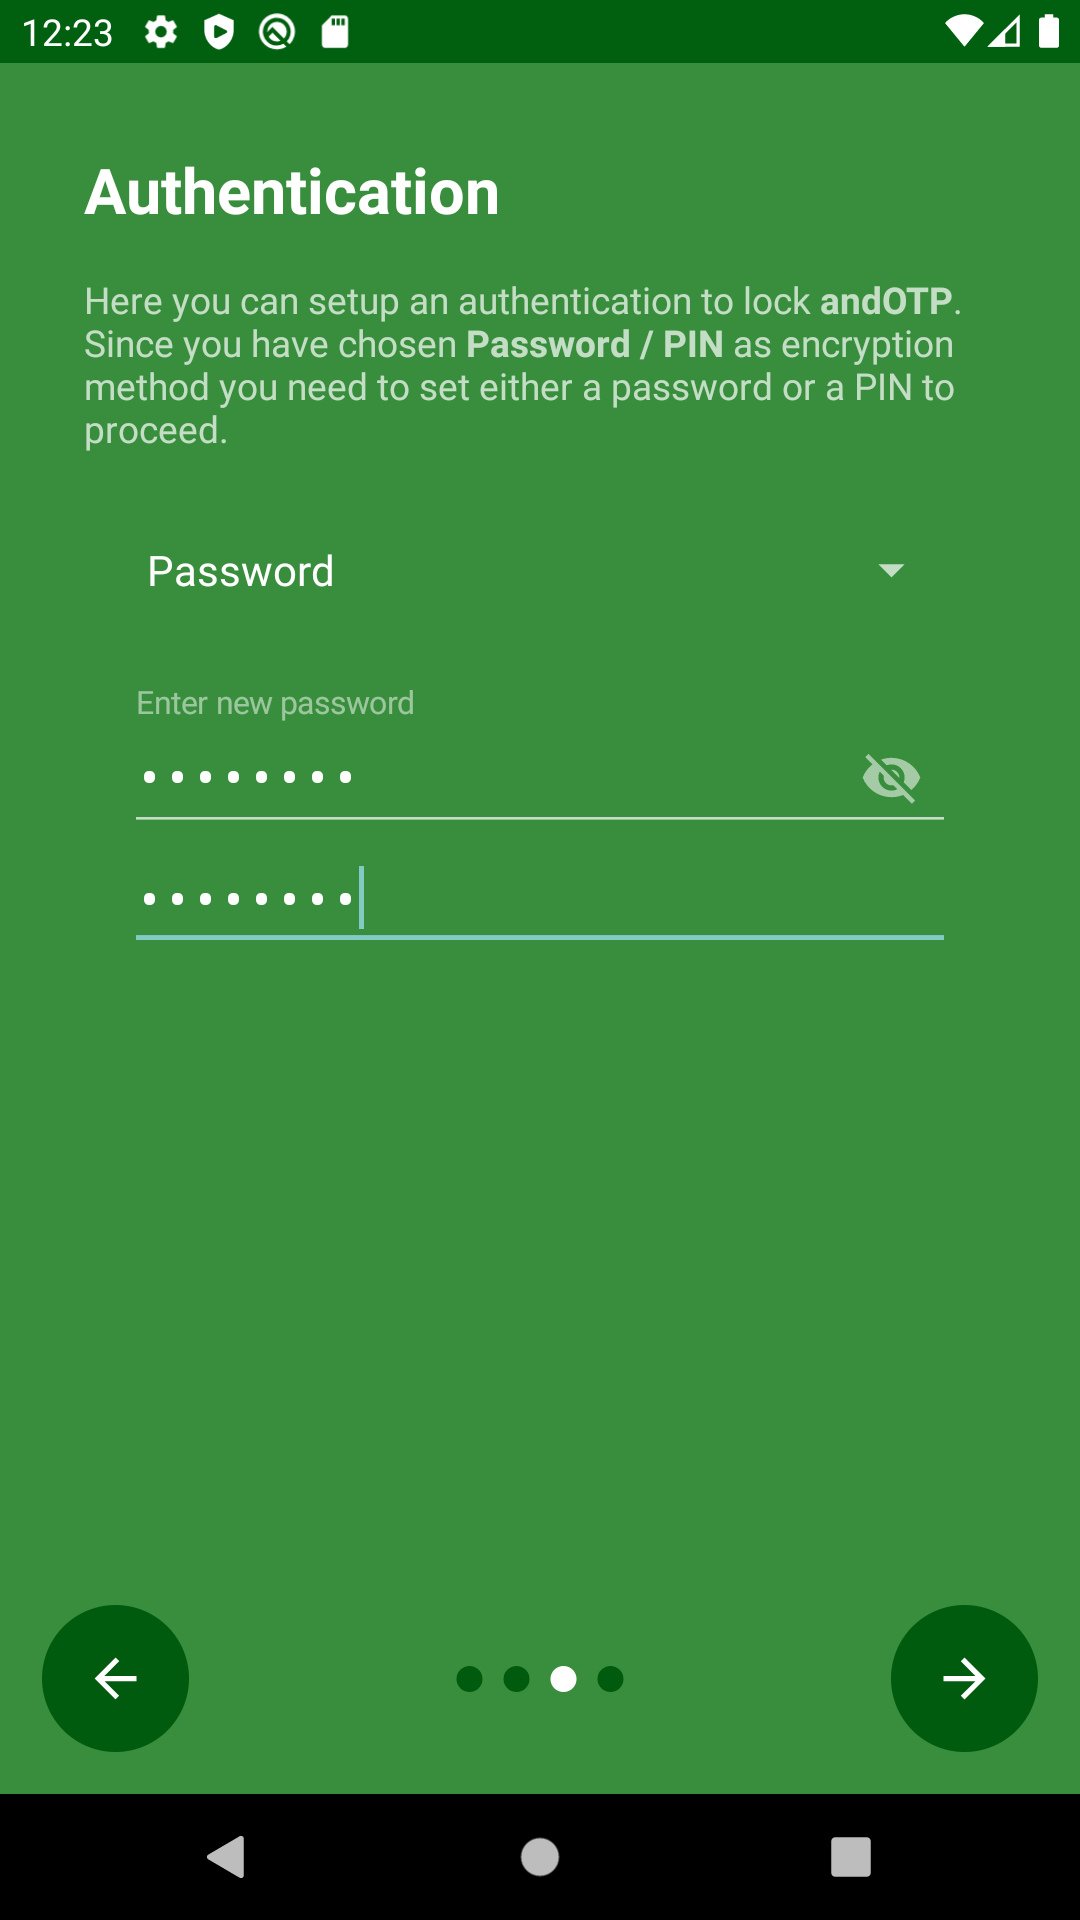 12:23
Authentication
Here you can setup an authentication to lock andOTP.
Since you have chosen Password / PIN as encryption
method you need to set either a password or a PIN to
proceed.
Password
Enter new password
••••••••
••••••••